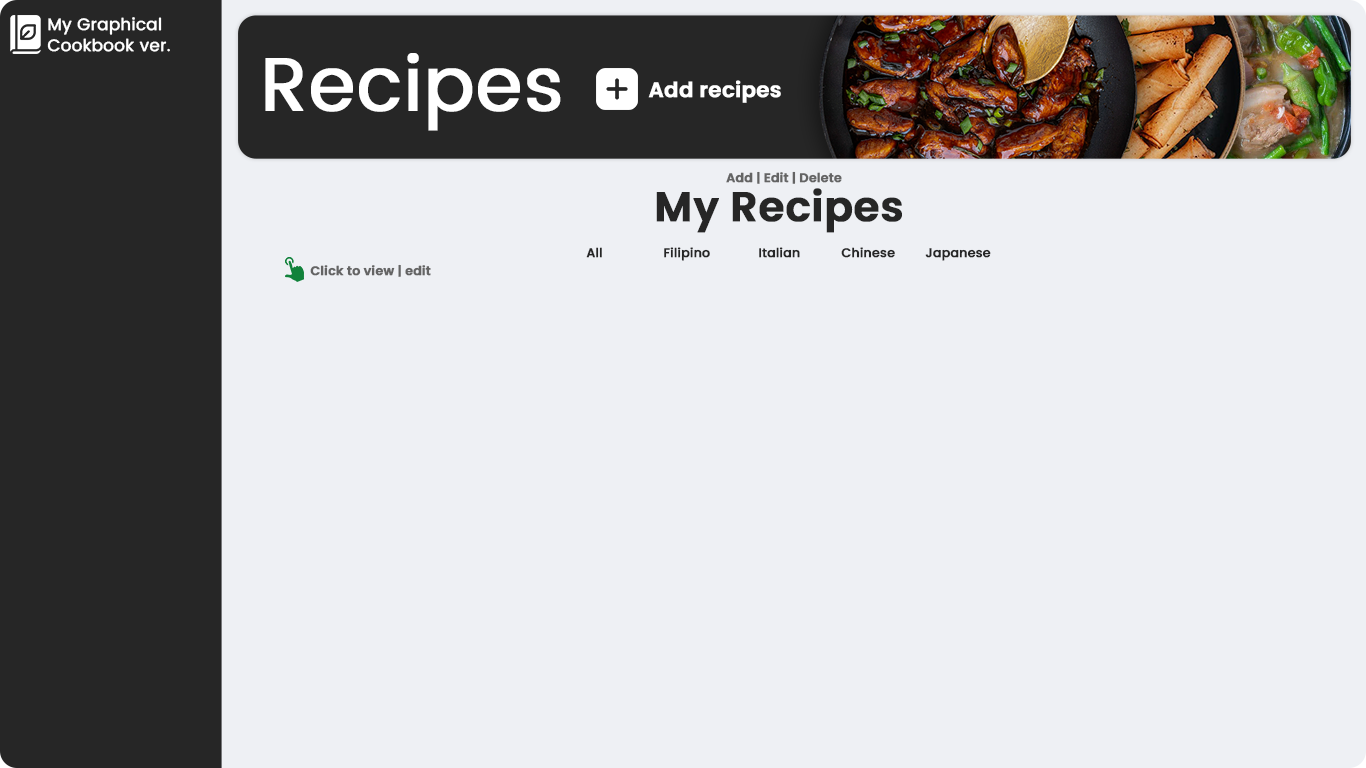 My Graphical
Cookbook ver.
Recipes
Add recipes
Add | Edit | Delete
My Recipes
All Filipino Italian Chinese Japanese
Click to view | edit